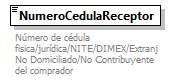 NumeroCedulaReceptor
Número de cédula
física/jurídica/NITE/DIMEX/Extranj
No Domiciliado/No Contribuyente
del comprador